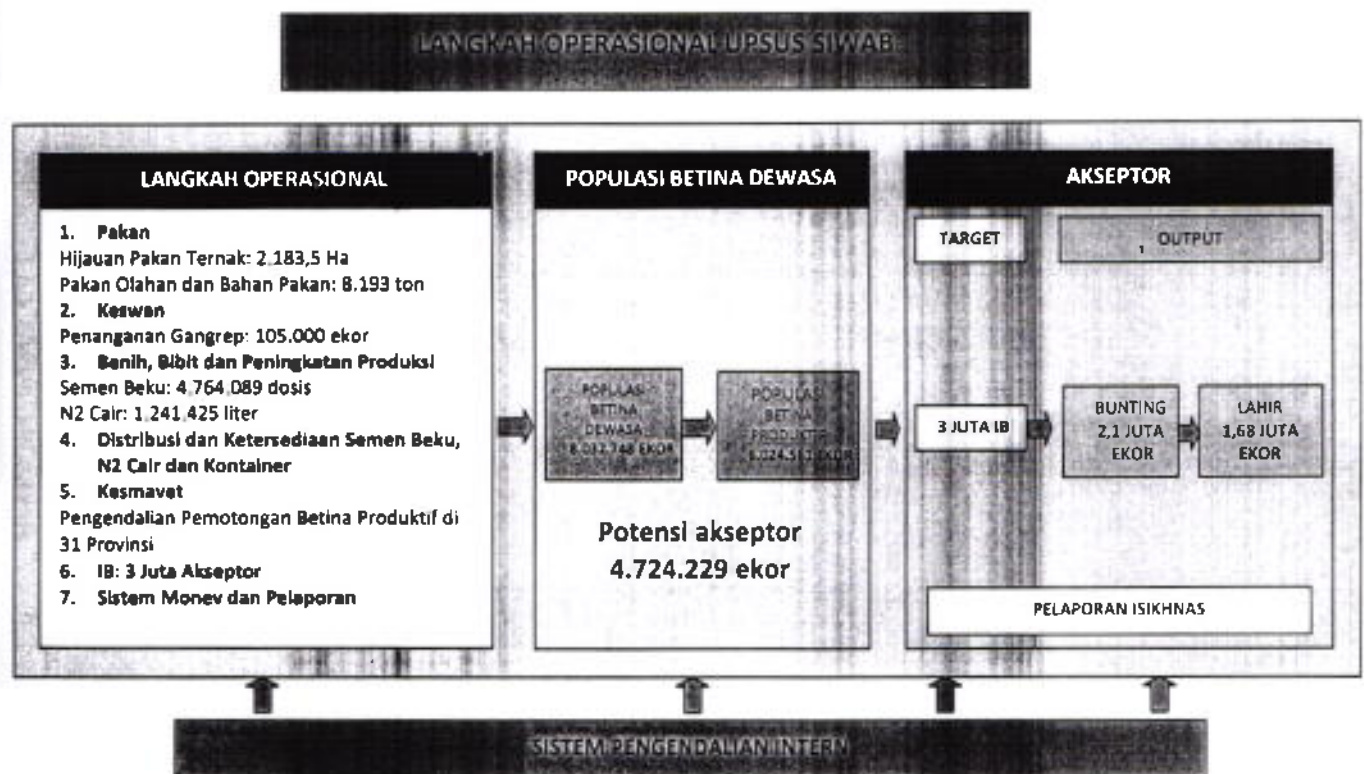 LANGKAH OPERASIONAL UPSUS SIWAB
LANGKAH OPERASIONAL
1. Pakan
Hijauan Pakan Ternak: 2.183,5 Ha
Pakan Olahan dan Bahan Pakan: 8.193 ton
2. Keswan
Penanganan Gangrep: 105.000 ekor
3. Benih, Bibit dan Peningkatan Produksi
Semen Beku: 4.764.089 dosis
N2 Cair: 1.241.425 liter
4. Distribusi dan Ketersediaan Semen Beku,
N2 Cair dan Kontainer
5. Kesmavet
Pengendalian Pemotongan Betina Produktif di
31 Provinsi
6. IB: 3 Juta Akseptor
7. Sistem Monev dan Pelaporan
POPULASI BETINA DEWASA
POPULASI
BETINA
DEWASA
EKOR
POPULASI
BETINA
PRODUKTIF
EKOR
Potensi akseptor
4.724.229 ekor
AKSEPTOR
TARGET
OUTPUT
3 JUTA IB
BUNTING
2,1 JUTA
EKOR
LAHIR
1,68 JUTA
EKOR
PELAPORAN ISIKHNAS
SISTEM PENGENDALIAN INTERN